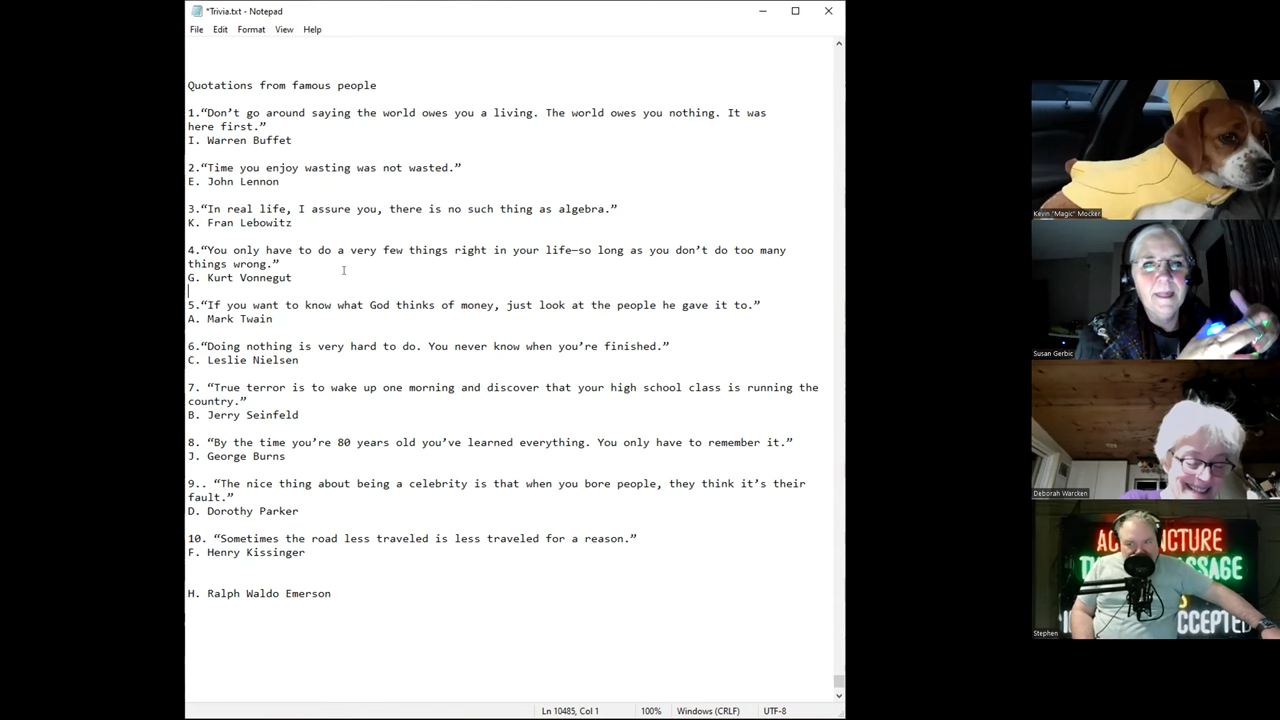 *Trivia.txt - Notepad
File Edit Format View Help
Quotations from famous people
1.“Don’t go around saying the world owes you a living. The world owes you nothing. It was
here first.”
I. Warren Buffet
2.“Time you enjoy wasting was not wasted.”
E. John Lennon
3.“In real life, I assure you, there is no such thing as algebra.”
K. Fran Lebowitz
4.“You only have to do a very few things right in your life—so long as you don’t do too many
things wrong.”
G. Kurt Vonnegut
5.“If you want to know what God thinks of money, just look at the people he gave it to.”
A. Mark Twain
6.“Doing nothing is very hard to do. You never know when you’re finished.”
C. Leslie Nielsen
7. “True terror is to wake up one morning and discover that your high school class is running the
country.”
B. Jerry Seinfeld
8. “By the time you’re 80 years old you’ve learned everything. You only have to remember it.”
J. George Burns
9.. “The nice thing about being a celebrity is that when you bore people, they think it’s their
fault.”
D. Dorothy Parker
10. “Sometimes the road less traveled is less traveled for a reason.”
F. Henry Kissinger
H. Ralph Waldo Emerson
Ln 10485, Col 1 100% Windows (CRLF) UTF-8
Kevin "Magic" Mocker
Susan Gerbic
Deborah Warcken
Stephen